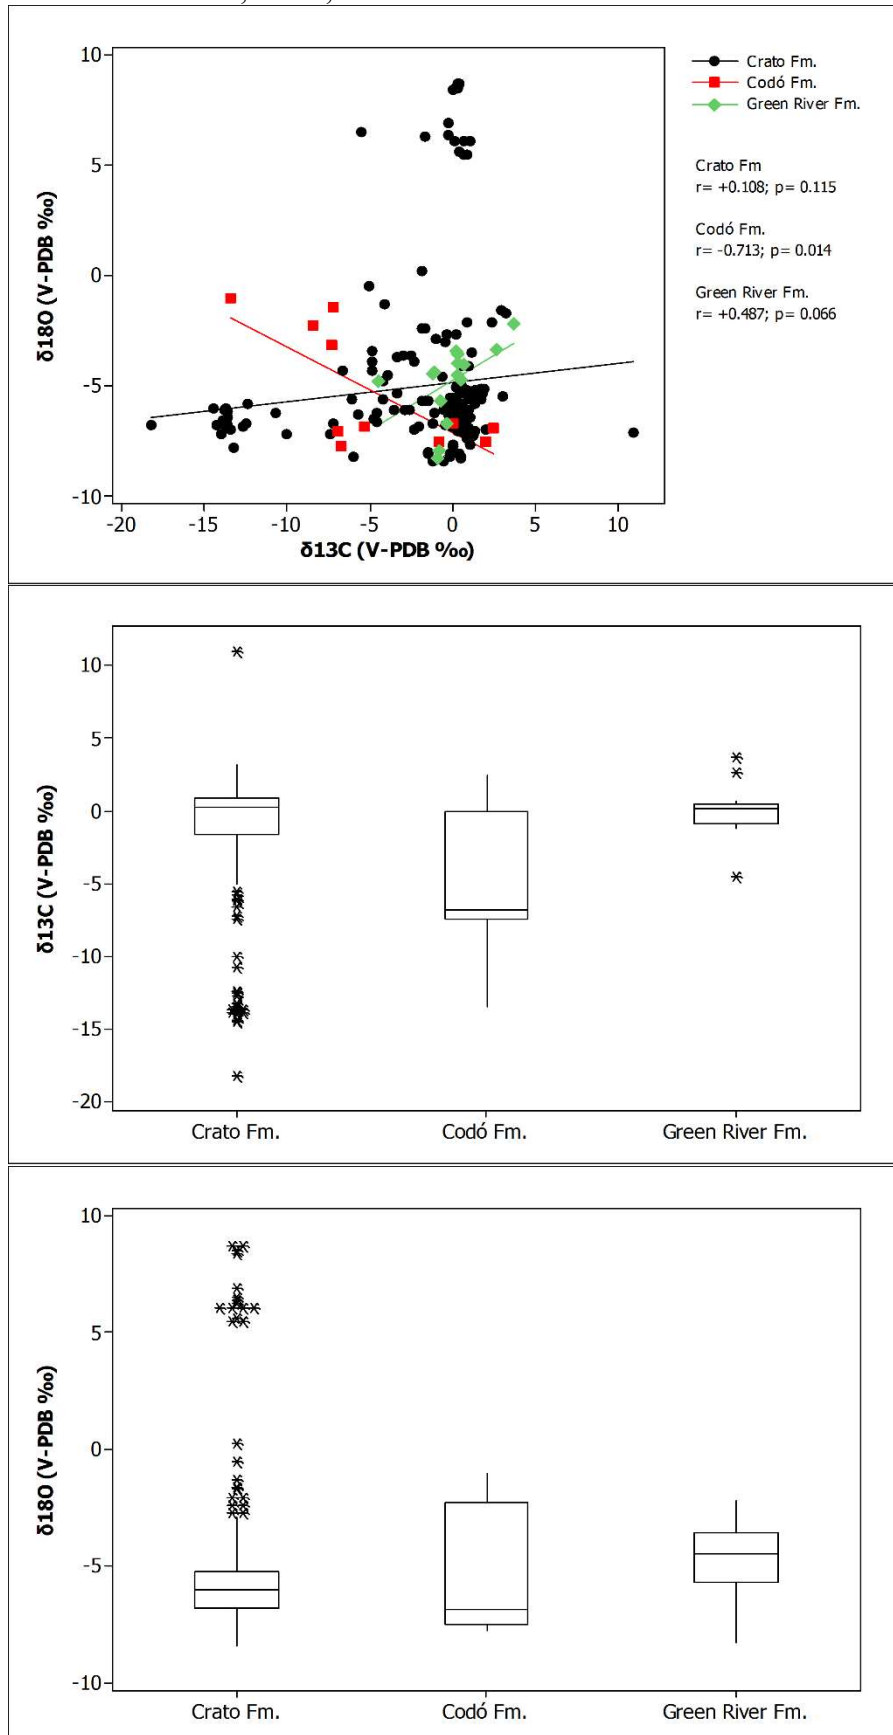 10
5
0
-5
-10
δ18O (V-PDB ‰)
-20 -15 -10 -5 0 5 10
δ13C (V-PDB ‰)
Crato Fm.
Codó Fm.
Green River Fm.
Crato Fm
r= +0.108; p= 0.115
Codó Fm.
r= -0.713; p= 0.014
Green River Fm.
r= +0.487; p= 0.066
10
5
0
-5
-10
-15
-20
δ13C (V-PDB ‰)
Crato Fm. Codó Fm. Green River Fm.
10
5
0
-5
-10
δ18O (V-PDB ‰)
Crato Fm. Codó Fm. Green River Fm.